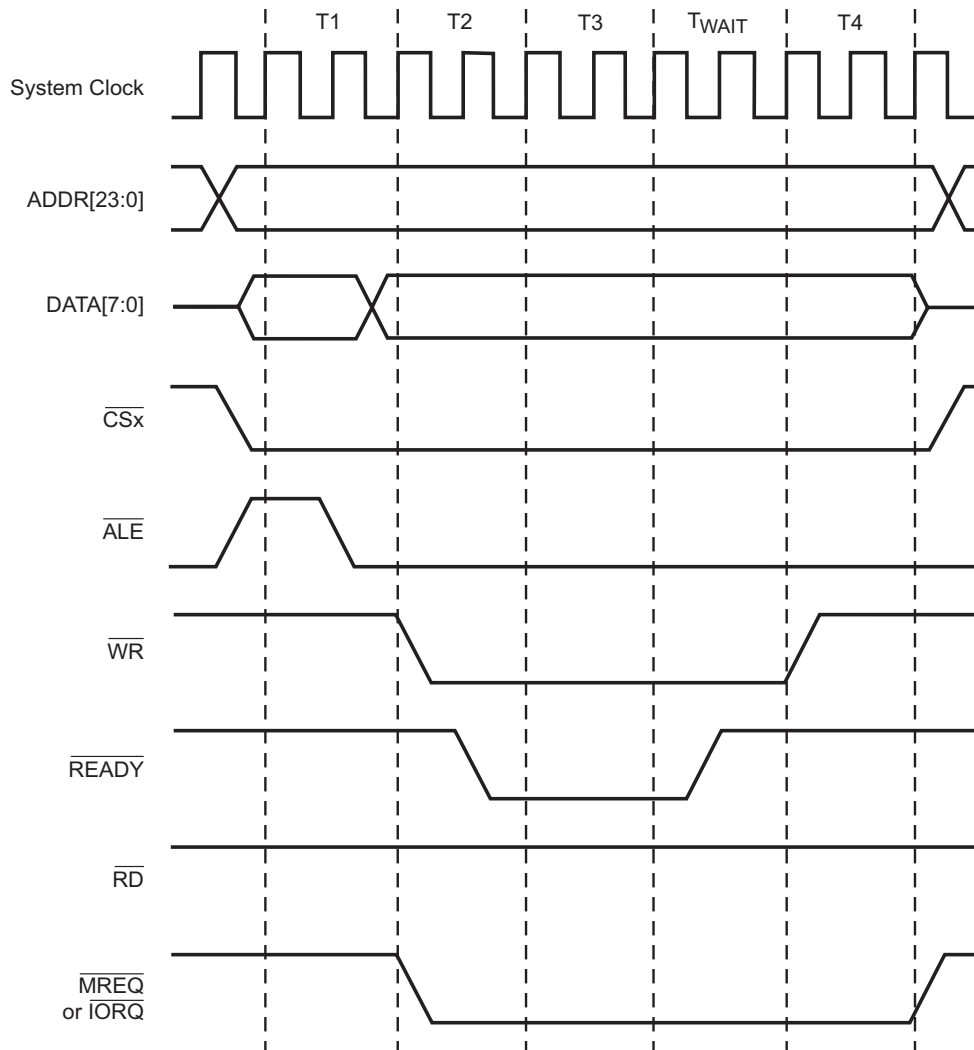 T1 T2 T3 TWAIT T4
System Clock
ADDR[23:0]
DATA[7:0]
CSx
ALE
WR
READY
RD
MREQ
or IORQ